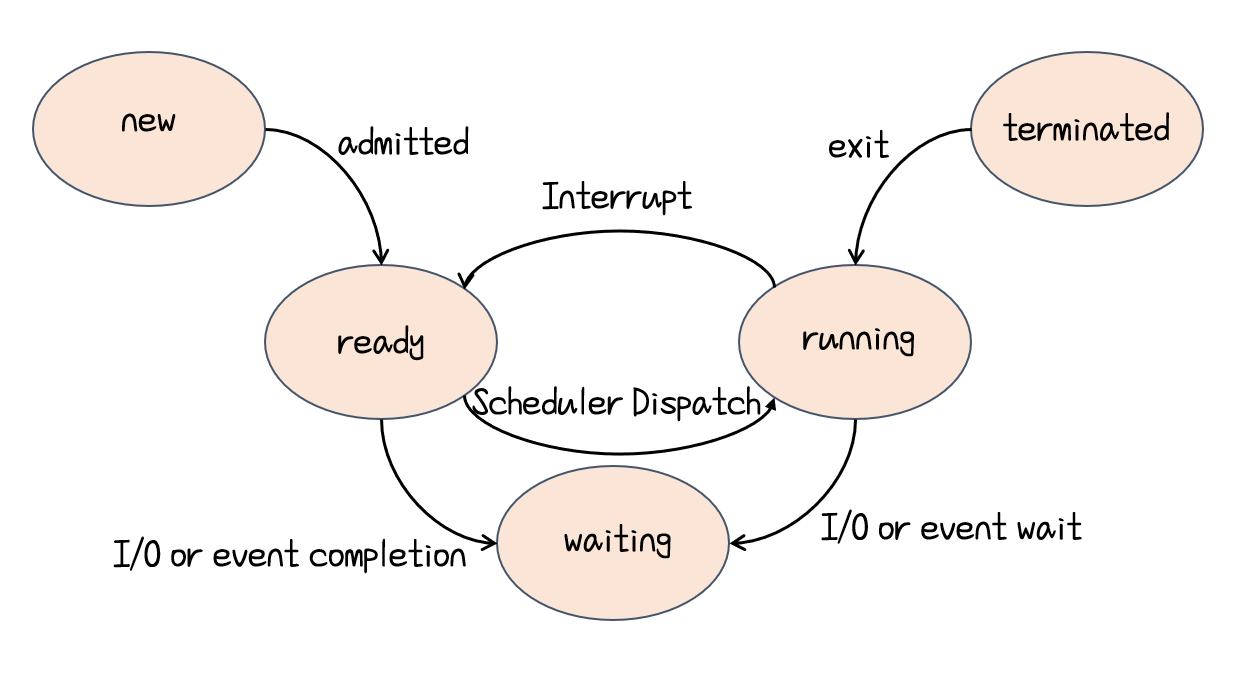 new
terminated
admitted
exit
Interrupt
ready
running
Scheduler Dispatch
I/O or event wait
waiting
I/O or event completion